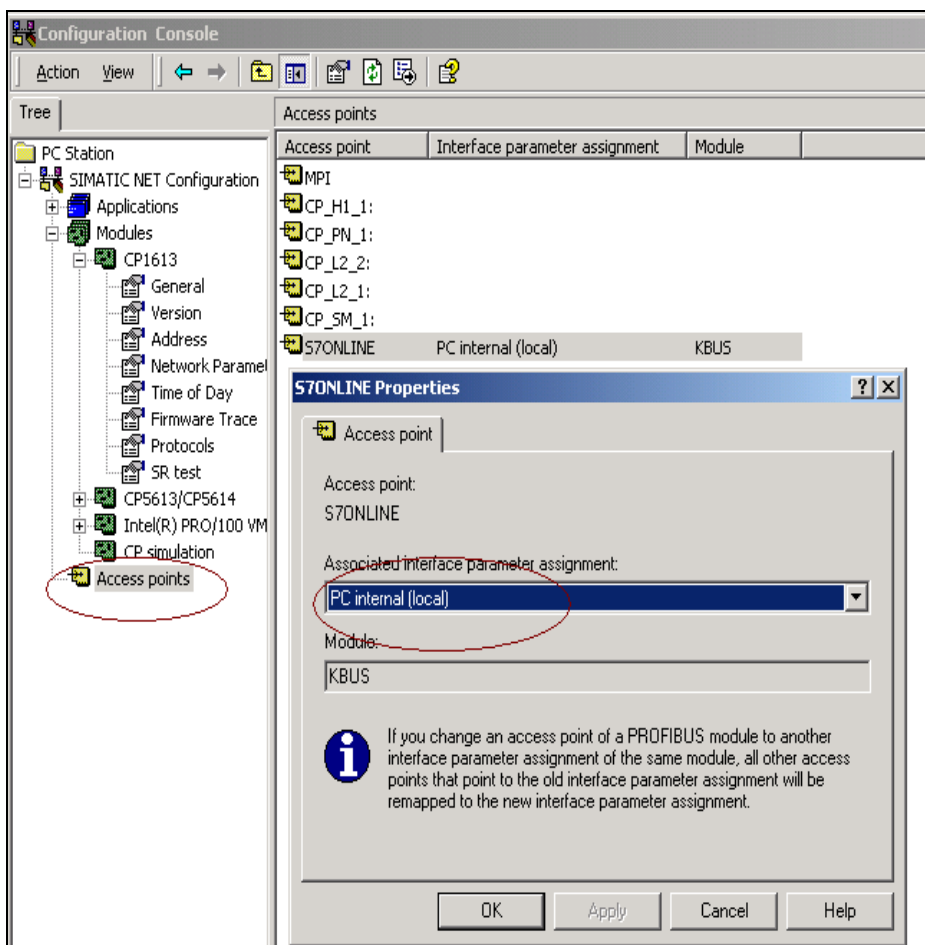 Configuration Console
Action View
Tree
Access points
PC Station
SIMATIC NET Configuration
Applications
Modules
CP1613
General
Version
Address
Network Paramet
Time of Day
Firmware Trace
Protocols
SR test
CP5613/CP5614
Intel(R) PRO/100 VM
CP simulation
Access points
Access point Interface parameter assignment Module
MPI
CP_H1_1:
CP_PN_1:
CP_L2_2:
CP_L2_1:
CP_SM_1:
S7ONLINE PC internal (local) KBUS
S7ONLINE Properties
Access point
Access point:
S7ONLINE
Associated interface parameter assignment:
PC internal (local)
Module:
KBUS
If you change an access point of a PROFIBUS module to another
interface parameter assignment of the same module, all other access
points that point to the old interface parameter assignment will be
remapped to the new interface parameter assignment.
OK Apply Cancel Help